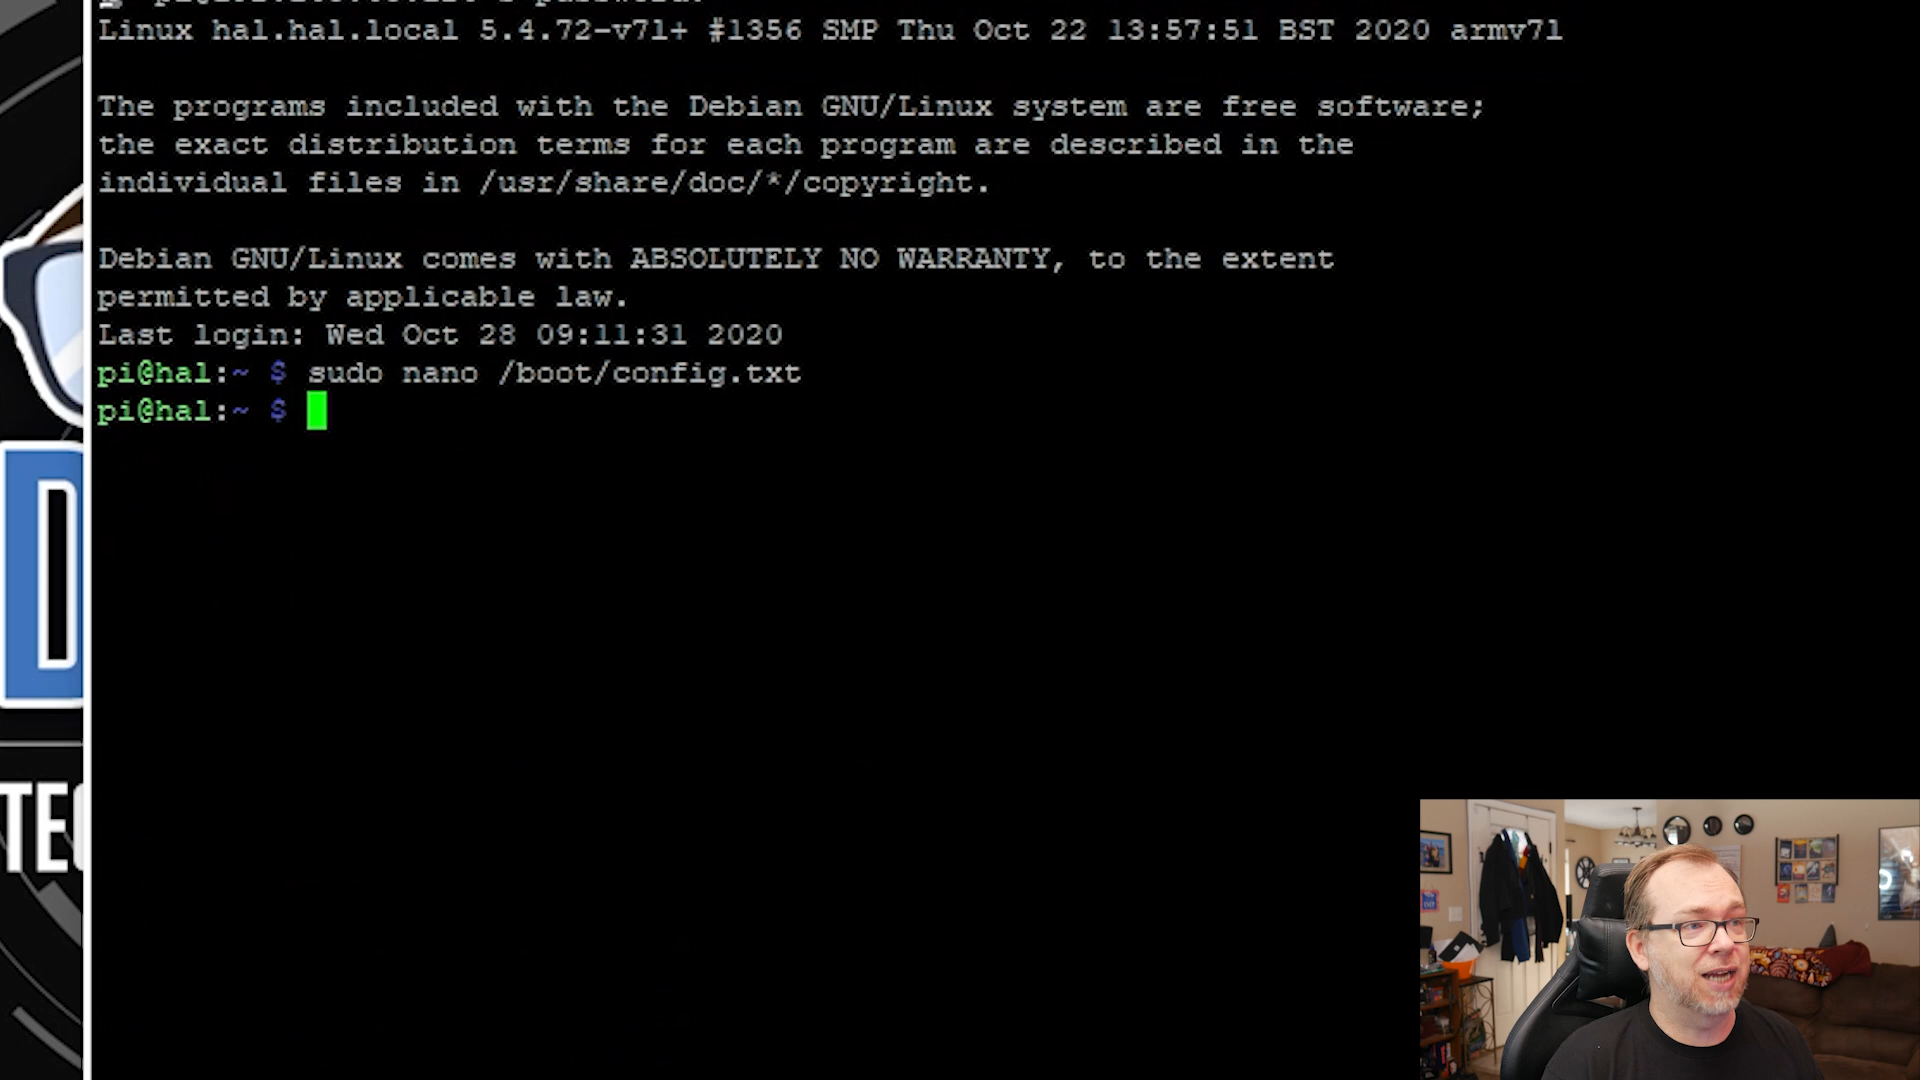 Linux hal.hal.local 5.4.72-v7l+ #1356 SMP Thu Oct 22 13:57:51 BST 2020 armv7l
The programs included with the Debian GNU/Linux system are free software;
the exact distribution terms for each program are described in the
individual files in /usr/share/doc/*/copyright.
Debian GNU/Linux comes with ABSOLUTELY NO WARRANTY, to the extent
permitted by applicable law.
Last login: Wed Oct 28 09:11:31 2020
pi@hal:~ $ sudo nano /boot/config.txt
pi@hal:~ $
D